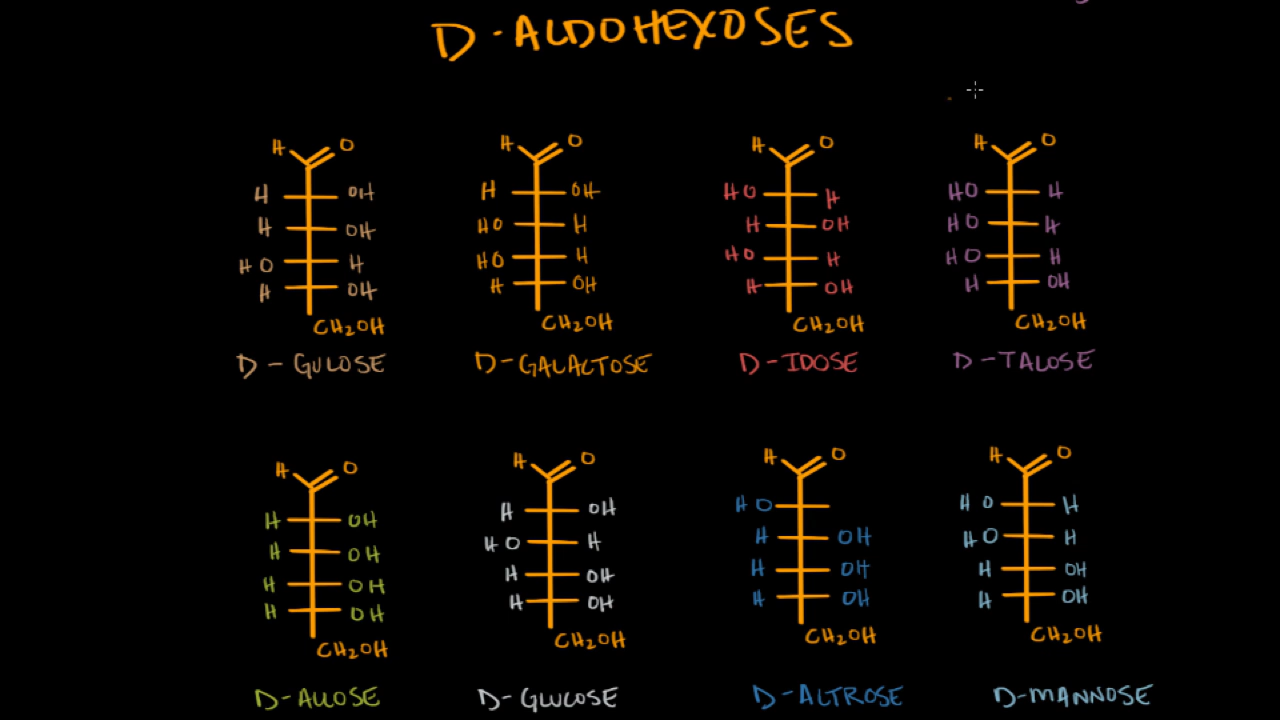 D-ALDOHEXOSES
H O H O H O H O
H OH H OH HO H HO H
H OH HO H H OH HO H
HO H HO H HO H HO H
H OH H OH H OH H OH
CH2OH CH2OH CH2OH CH2OH
D-GULOSE D-GALACTOSE D-IDOSE D-TALOSE
H O H O H O H O
H OH H OH HO HO H
H OH HO H H OH HO H
H OH H OH H OH H OH
H OH H OH H OH H OH
CH2OH CH2OH CH2OH CH2OH
D-ALLOSE D-GLUCOSE D-ALTROSE D-MANNOSE